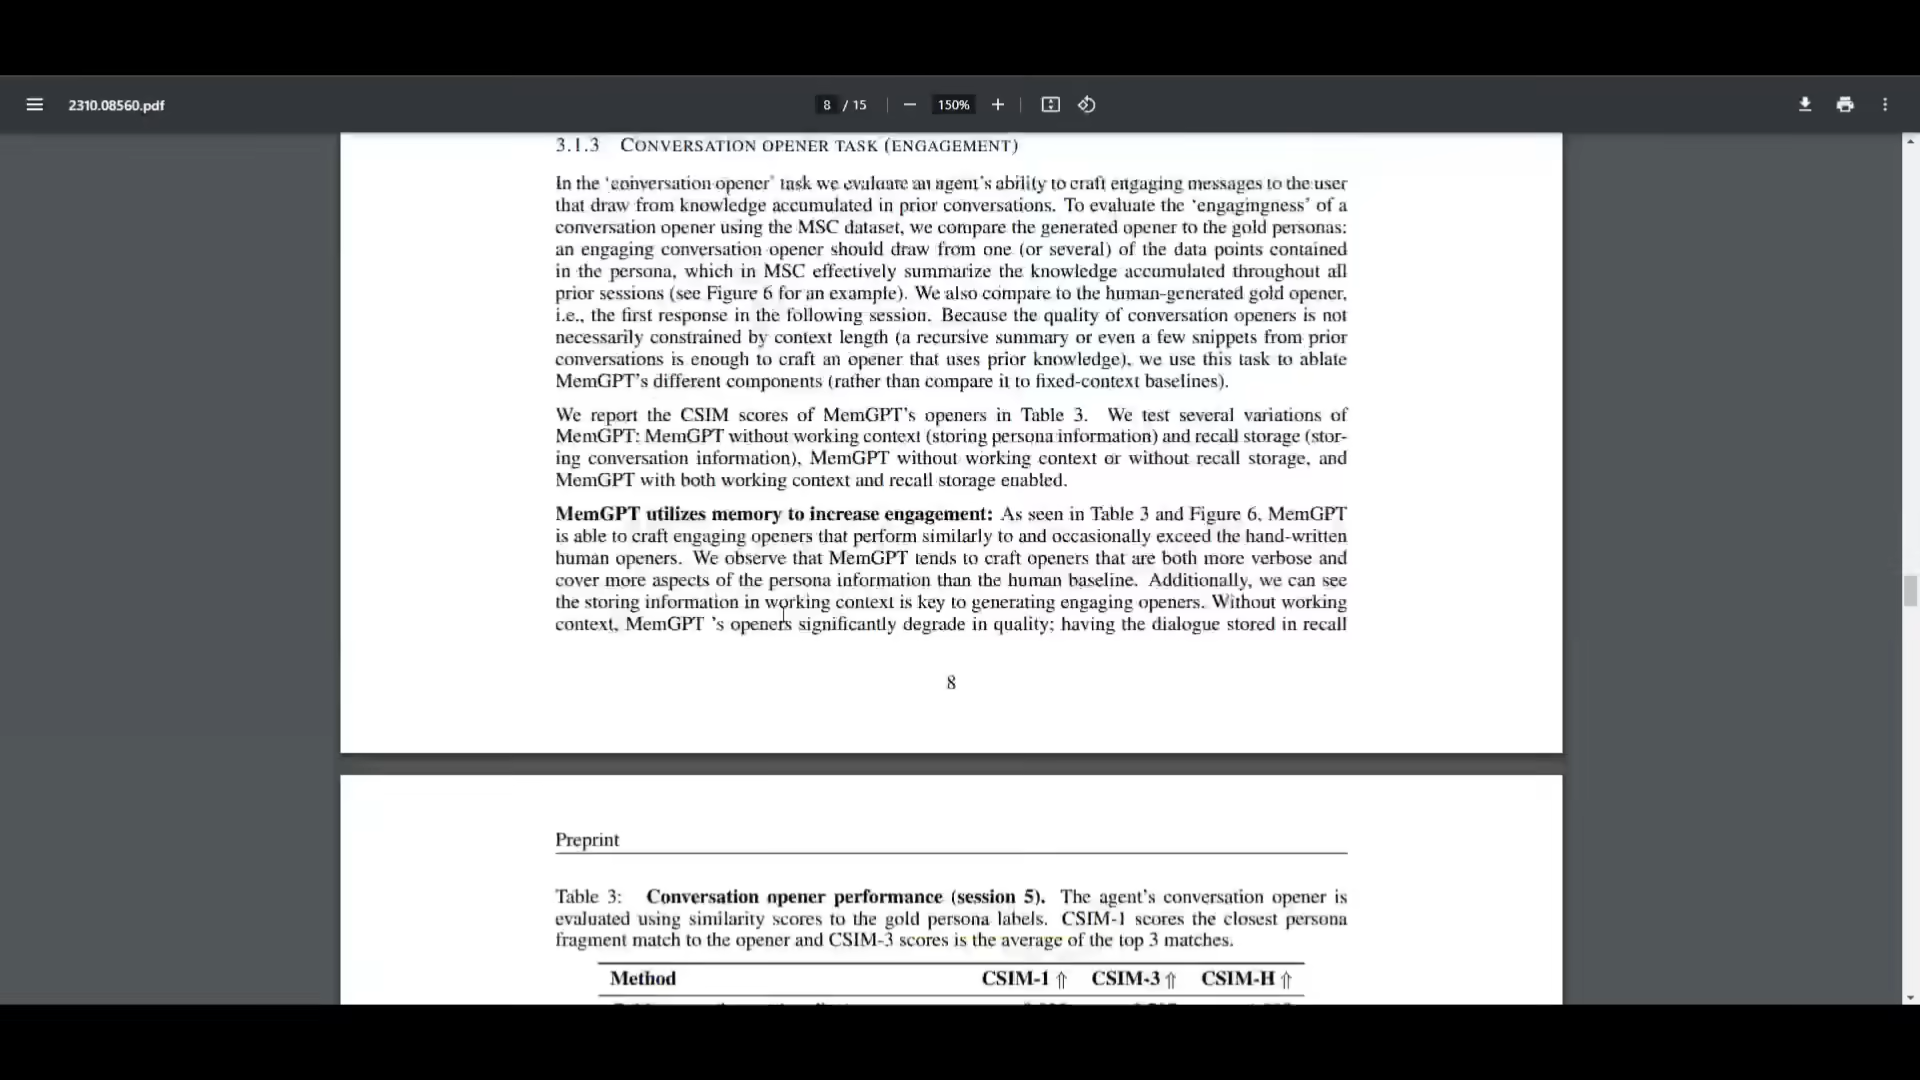 2310.08560.pdf
8 / 15
150%
3.1.3 CONVERSATION OPENER TASK (ENGAGEMENT)
In the ‘conversation opener’ task we evaluate an agent’s ability to craft engaging messages to the user
that draw from knowledge accumulated in prior conversations. To evaluate the ‘engagingness’ of a
conversation opener using the MSC dataset, we compare the generated opener to the gold personas:
an engaging conversation opener should draw from one (or several) of the data points contained
in the persona, which in MSC effectively summarize the knowledge accumulated throughout all
prior sessions (see Figure 6 for an example). We also compare to the human-generated gold opener,
i.e., the first response in the following session. Because the quality of conversation openers is not
necessarily constrained by context length (a recursive summary or even a few snippets from prior
conversations is enough to craft an opener that uses prior knowledge), we use this task to ablate
MemGPT’s different components (rather than compare it to fixed-context baselines).
We report the CSIM scores of MemGPT’s openers in Table 3. We test several variations of
MemGPT: MemGPT without working context (storing persona information) and recall storage (stor-
ing conversation information), MemGPT without working context or without recall storage, and
MemGPT with both working context and recall storage enabled.
MemGPT utilizes memory to increase engagement: As seen in Table 3 and Figure 6, MemGPT
is able to craft engaging openers that perform similarly to and occasionally exceed the hand-written
human openers. We observe that MemGPT tends to craft openers that are both more verbose and
cover more aspects of the persona information than the human baseline. Additionally, we can see
the storing information in working context is key to generating engaging openers. Without working
context, MemGPT ’s openers significantly degrade in quality; having the dialogue stored in recall
8
Preprint
Table 3: Conversation opener performance (session 5). The agent’s conversation opener is
evaluated using similarity scores to the gold persona labels. CSIM-1 scores the closest persona
fragment match to the opener and CSIM-3 scores is the average of the top 3 matches.
Method CSIM-1 ⇑ CSIM-3 ⇑ CSIM-H ⇑